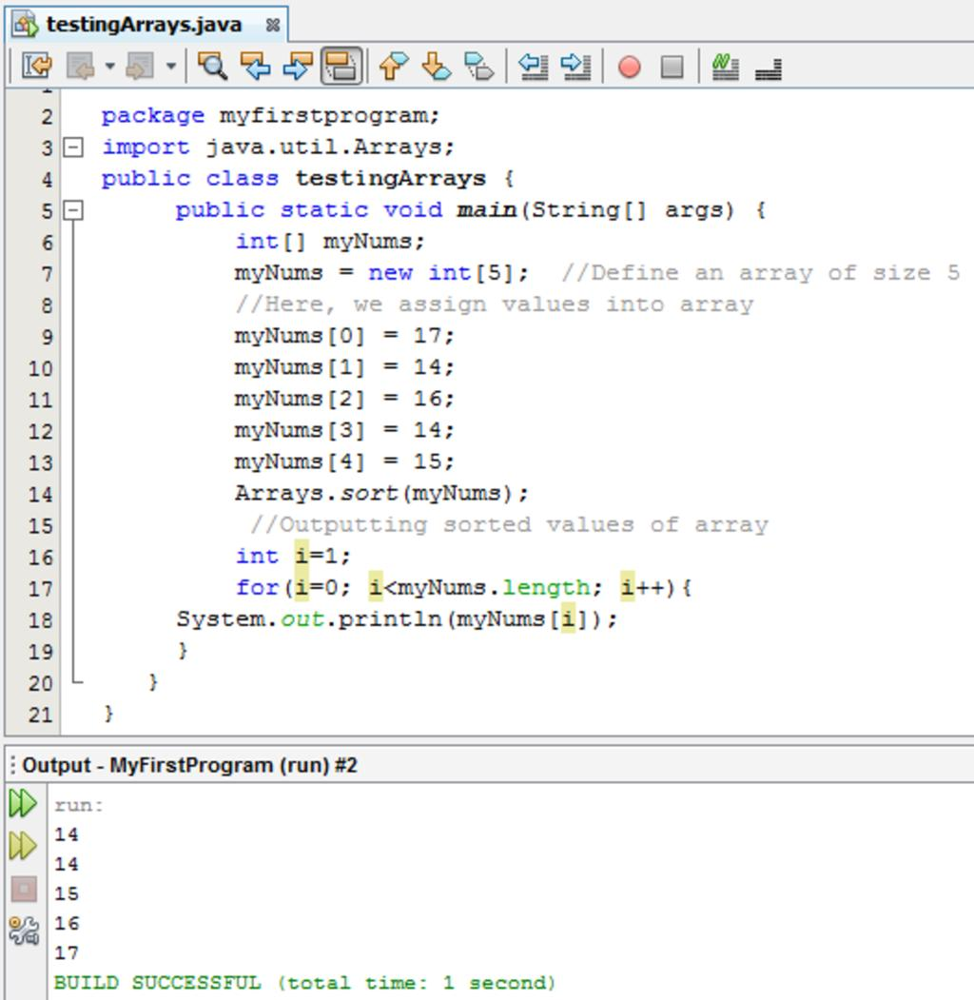 testingArrays.java
1
2 package myfirstprogram;
3 import java.util.Arrays;
4 public class testingArrays {
5 public static void main(String[] args) {
6 int[] myNums;
7 myNums = new int[5]; //Define an array of size 5
8 //Here, we assign values into array
9 myNums[0] = 17;
10 myNums[1] = 14;
11 myNums[2] = 16;
12 myNums[3] = 14;
13 myNums[4] = 15;
14 Arrays.sort(myNums);
15 //Outputting sorted values of array
16 int i=1;
17 for(i=0; i<myNums.length; i++){
18 System.out.println(myNums[i]);
19 }
20 }
21 }
Output - MyFirstProgram (run) #2
run:
14
14
15
16
17
BUILD SUCCESSFUL (total time: 1 second)